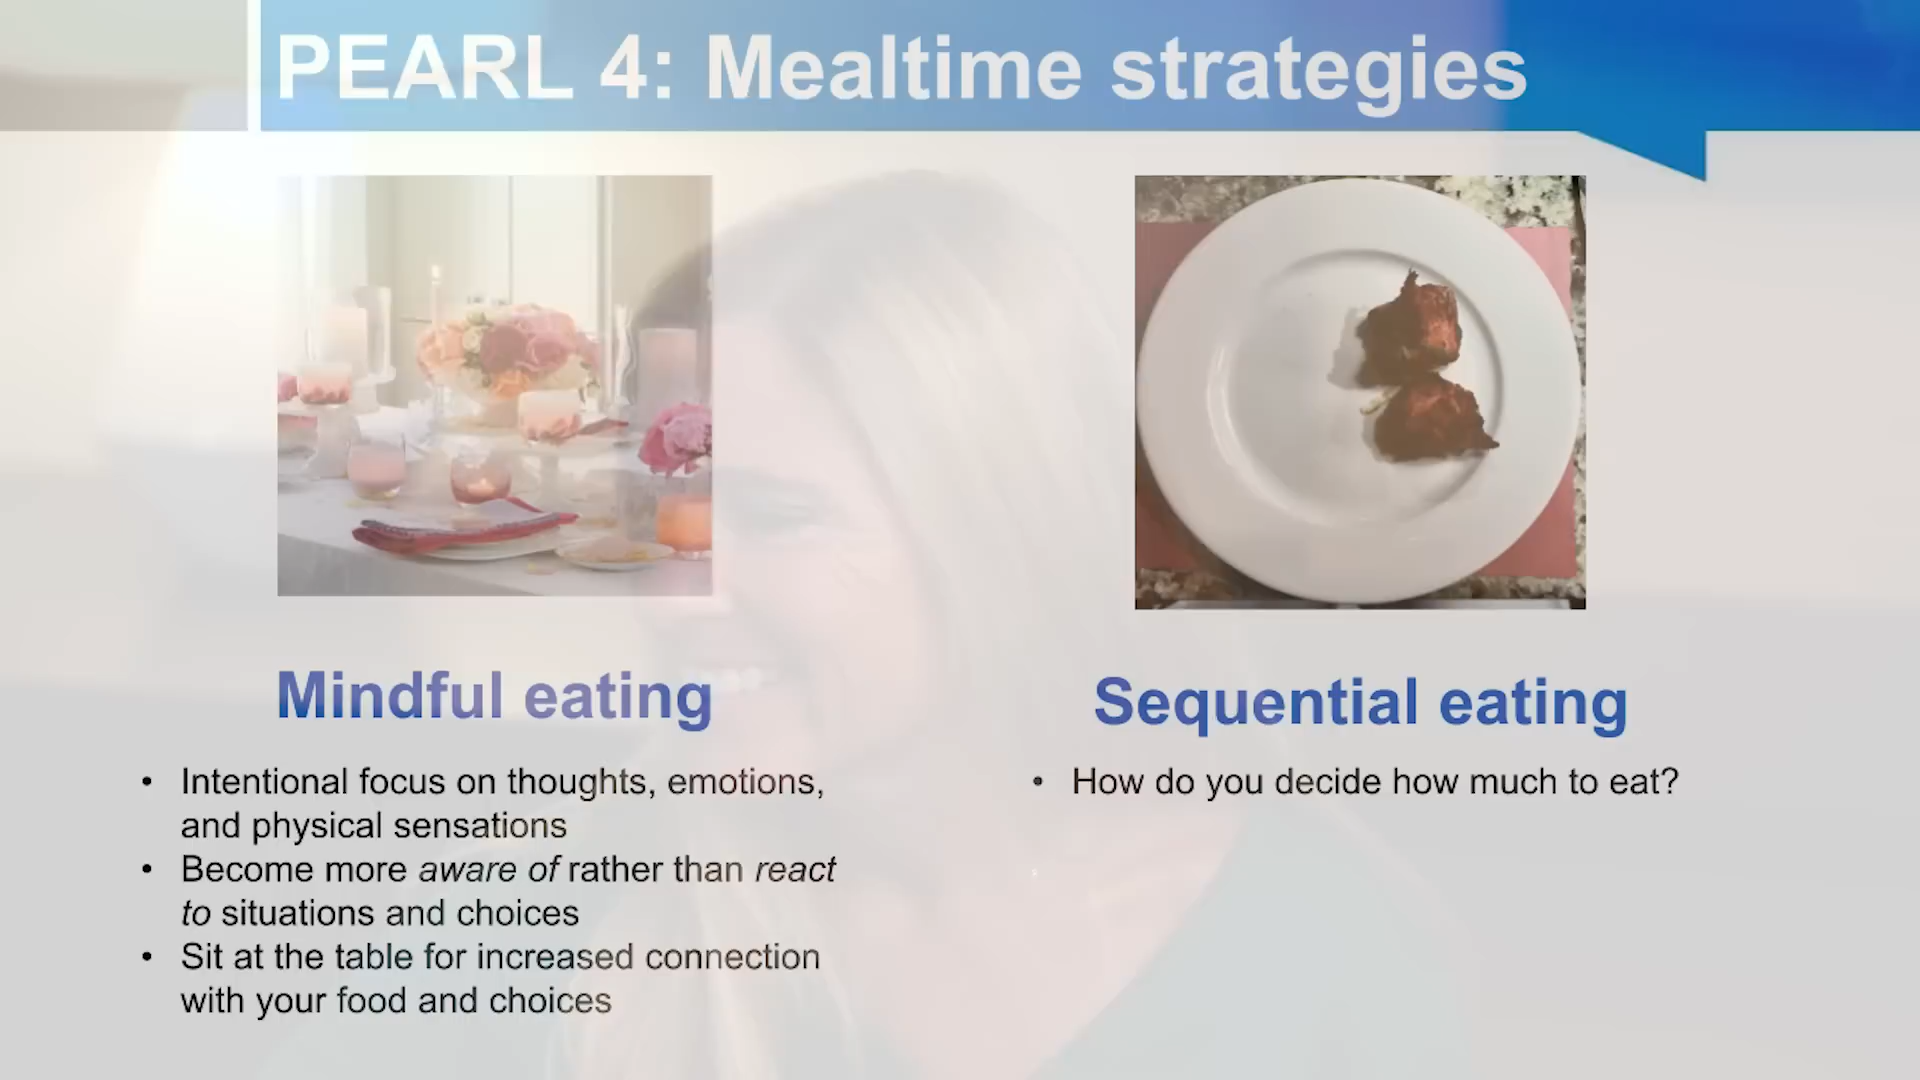 PEARL 4: Mealtime strategies
Mindful eating
• Intentional focus on thoughts, emotions,
and physical sensations
• Become more aware of rather than react
to situations and choices
• Sit at the table for increased connection
with your food and choices
Sequential eating
• How do you decide how much to eat?